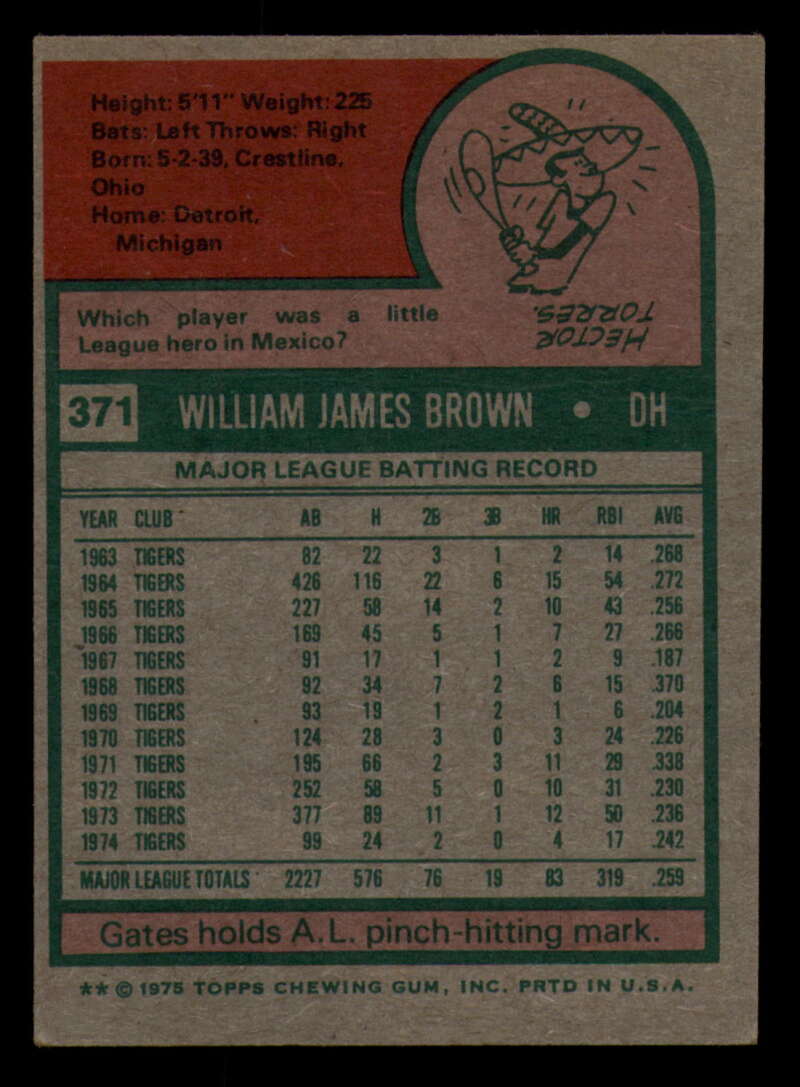 Height: 5'11" Weight: 225
Bats: Left Throws: Right
Born: 5-2-39, Crestline,
Ohio
Home: Detroit,
Michigan
Which player was a little
League hero in Mexico?
HECTOR
TORRES.
371 WILLIAM JAMES BROWN • DH
MAJOR LEAGUE BATTING RECORD
YEAR CLUB AB H 2B 3B HR RBI AVG
1963 TIGERS 82 22 3 1 2 14 .268
1964 TIGERS 426 116 22 6 15 54 .272
1965 TIGERS 227 58 14 2 10 43 .256
1966 TIGERS 169 45 5 1 7 27 .266
1967 TIGERS 91 17 1 1 2 9 .187
1968 TIGERS 92 34 7 2 6 15 .370
1969 TIGERS 93 19 1 2 1 6 .204
1970 TIGERS 124 28 3 0 3 24 .226
1971 TIGERS 195 66 2 3 11 29 .338
1972 TIGERS 252 58 5 0 10 31 .230
1973 TIGERS 377 89 11 1 12 50 .236
1974 TIGERS 99 24 2 0 4 17 .242
MAJOR LEAGUE TOTALS 2227 576 76 19 83 319 .259
Gates holds A.L. pinch-hitting mark.
** © 1975 TOPPS CHEWING GUM, INC. PRTD IN U.S.A.